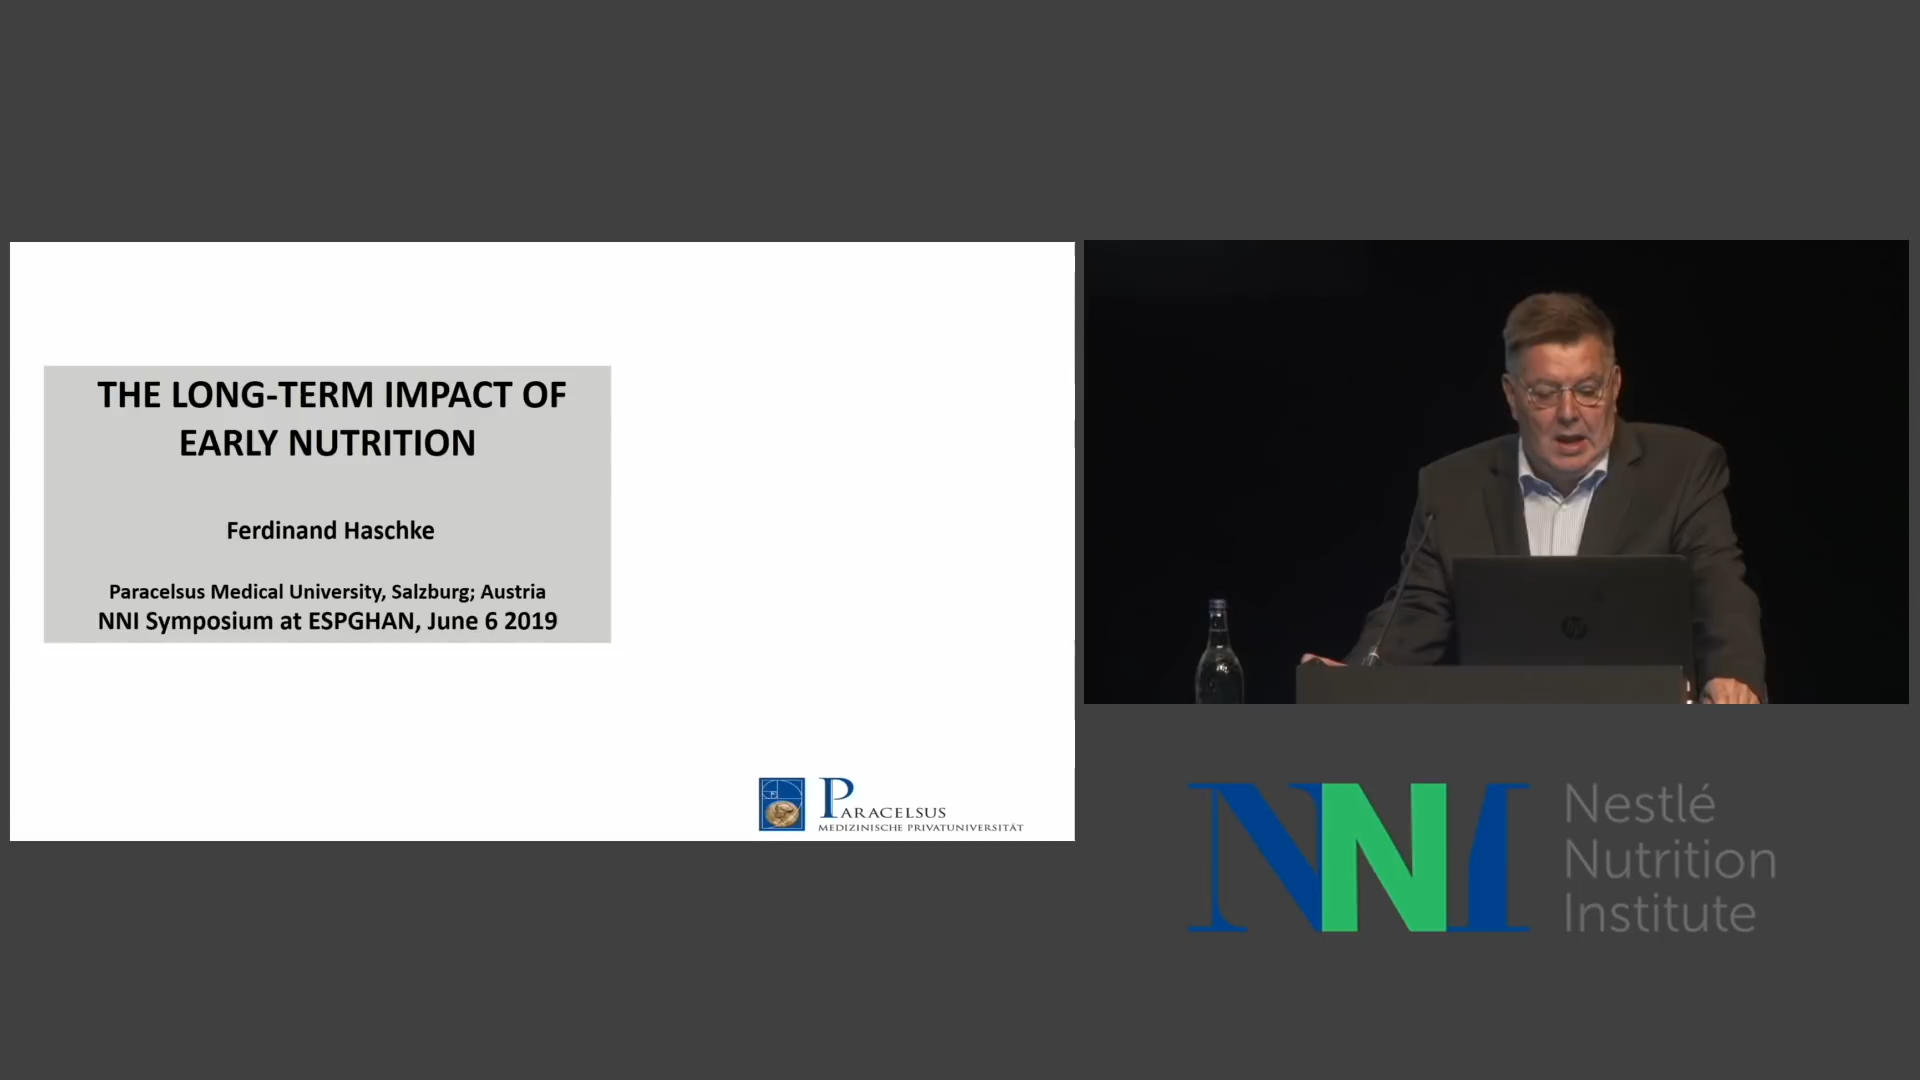 THE LONG-TERM IMPACT OF
EARLY NUTRITION
Ferdinand Haschke
Paracelsus Medical University, Salzburg; Austria
NNI Symposium at ESPGHAN, June 6 2019
PARACELSUS
MEDIZINISCHE PRIVATUNIVERSITÄT
hp
NNI
Nestlé
Nutrition
Institute